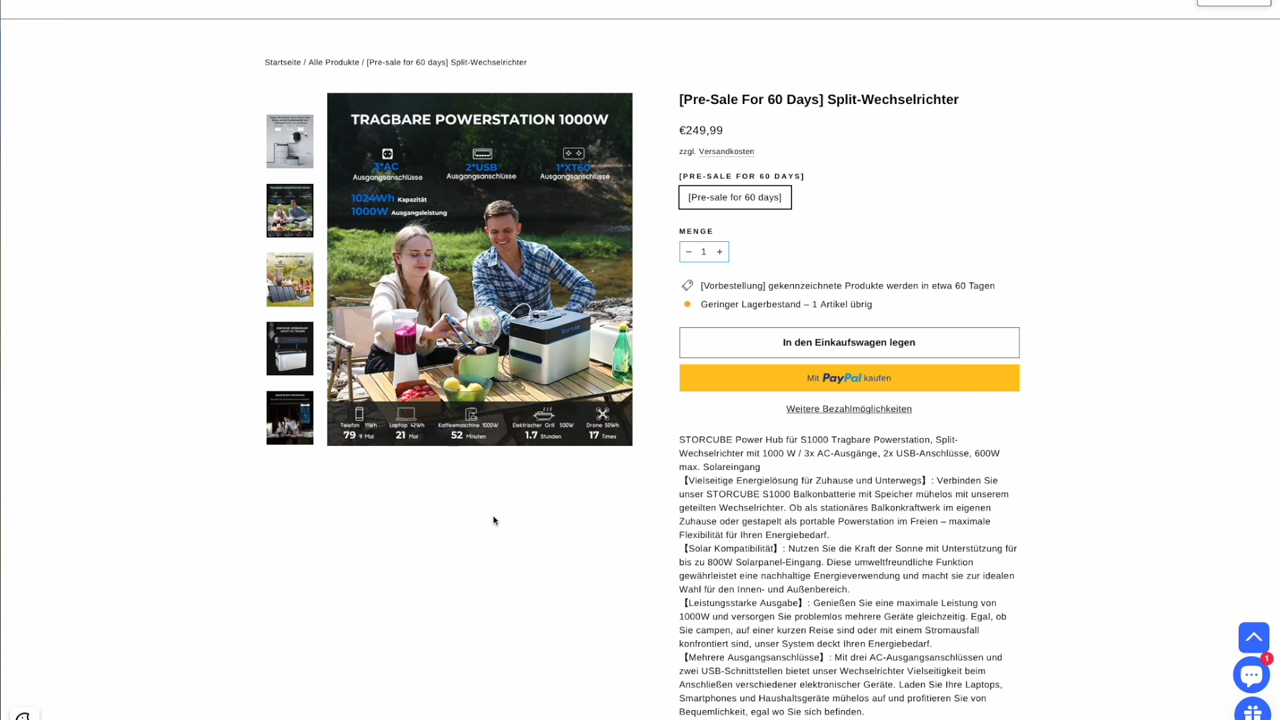 Startseite / Alle Produkte / [Pre-sale for 60 days] Split-Wechselrichter
TRAGBARE POWERSTATION 1000W
3*AC
Ausgangsanschlüsse
2*USB
Ausgangsanschlüsse
1*XT60
Ausgangsanschlüsse
1024Wh Kapazität
1000W Ausgangsleistung
Telefon 11Wh
79.9 Mal
Laptop 42Wh
21 Mal
Kaffeemaschine 1000W
52 Minuten
Elektrischer Grill 500W
1.7 Stunden
Drone 50Wh
17 Times
[Pre-Sale For 60 Days] Split-Wechselrichter
€249,99
zzgl. Versandkosten
[PRE-SALE FOR 60 DAYS]
[Pre-sale for 60 days]
MENGE
− 1 +
[Vorbestellung] gekennzeichnete Produkte werden in etwa 60 Tagen
Geringer Lagerbestand – 1 Artikel übrig
In den Einkaufswagen legen
Mit PayPal kaufen
Weitere Bezahlmöglichkeiten
STORCUBE Power Hub für S1000 Tragbare Powerstation, Split-
Wechselrichter mit 1000 W / 3x AC-Ausgänge, 2x USB-Anschlüsse, 600W
max. Solareingang
【Vielseitige Energielösung für Zuhause und Unterwegs】: Verbinden Sie
unser STORCUBE S1000 Balkonbatterie mit Speicher mühelos mit unserem
geteilten Wechselrichter. Ob als stationäres Balkonkraftwerk im eigenen
Zuhause oder gestapelt als portable Powerstation im Freien – maximale
Flexibilität für Ihren Energiebedarf.
【Solar Kompatibilität】: Nutzen Sie die Kraft der Sonne mit Unterstützung für
bis zu 800W Solarpanel-Eingang. Diese umweltfreundliche Funktion
gewährleistet eine nachhaltige Energieverwendung und macht sie zur idealen
Wahl für den Innen- und Außenbereich.
【Leistungsstarke Ausgabe】: Genießen Sie eine maximale Leistung von
1000W und versorgen Sie problemlos mehrere Geräte gleichzeitig. Egal, ob
Sie campen, auf einer kurzen Reise sind oder mit einem Stromausfall
konfrontiert sind, unser System deckt Ihren Energiebedarf.
【Mehrere Ausgangsanschlüsse】: Mit drei AC-Ausgangsanschlüssen und
zwei USB-Schnittstellen bietet unser Wechselrichter Vielseitigkeit beim
Anschließen verschiedener elektronischer Geräte. Laden Sie Ihre Laptops,
Smartphones und Haushaltsgeräte mühelos auf und profitieren Sie von
Bequemlichkeit, egal wo Sie sich befinden.
1